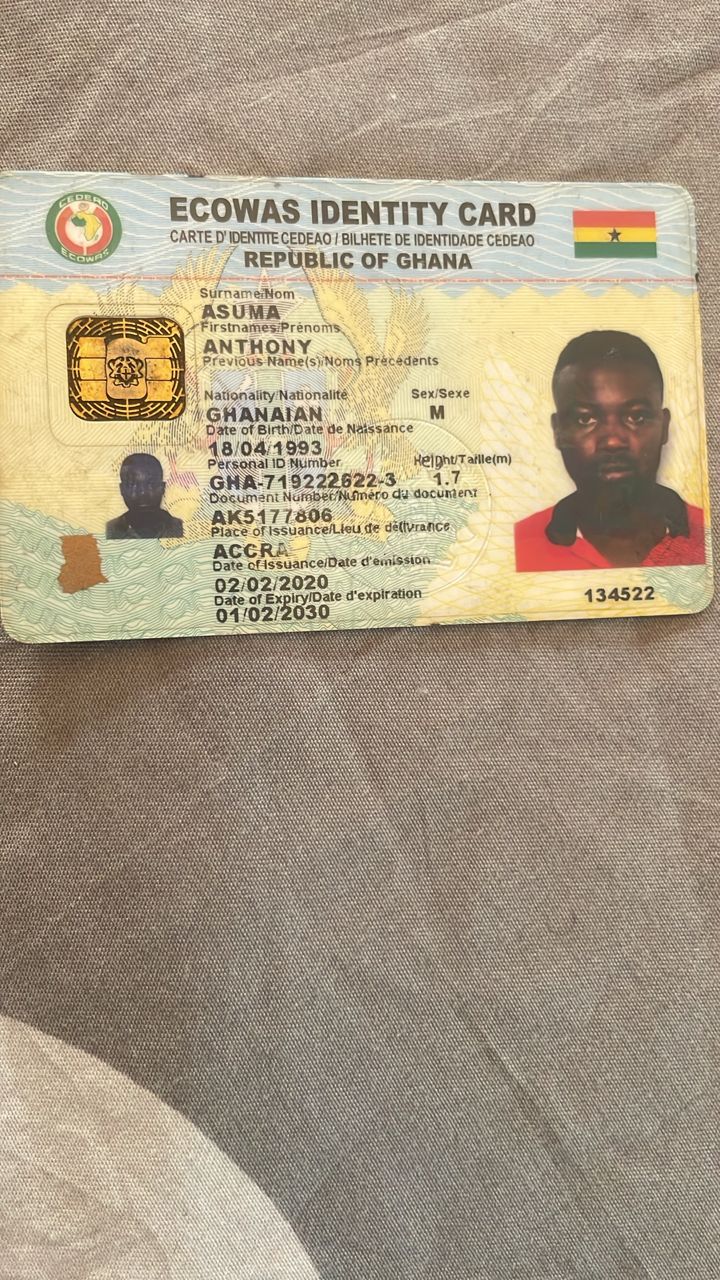 CEDEAO
ECOWAS
ECOWAS IDENTITY CARD
CARTE D' IDENTITE CEDEAO / BILHETE DE IDENTIDADE CEDEAO
REPUBLIC OF GHANA
Surname/Nom
ASUMA
Firstnames/Prénoms
ANTHONY
Previous Name(s)/Noms Précédents
Nationality/Nationalité Sex/Sexe
GHANAIAN M
Date of Birth/Date de Naissance
18/04/1993
Personal ID Number Height/Taille(m)
GHA-719222622-3 1.7
Document Number/Numéro du document
AK5177806
Place of Issuance/Lieu de délivrance
ACCRA
Date of Issuance/Date d'émission
02/02/2020
Date of Expiry/Date d'expiration
01/02/2030
134522